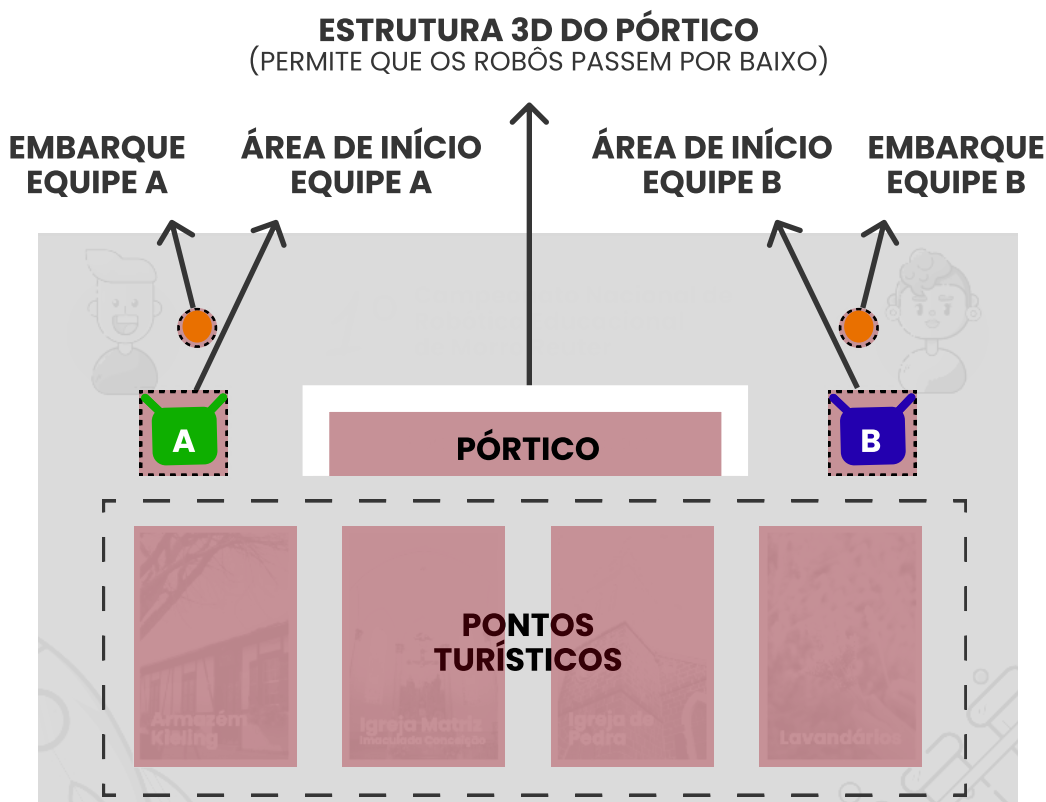 ESTRUTURA 3D DO PÓRTICO
(PERMITE QUE OS ROBÔS PASSEM POR BAIXO)
EMBARQUE
EQUIPE A
ÁREA DE INÍCIO
EQUIPE A
ÁREA DE INÍCIO
EQUIPE B
EMBARQUE
EQUIPE B
A
PÓRTICO
B
PONTOS
TURÍSTICOS
Armazém
Kieling
Igreja Matriz
Imaculada Conceição
Igreja de
Pedra
Lavandário